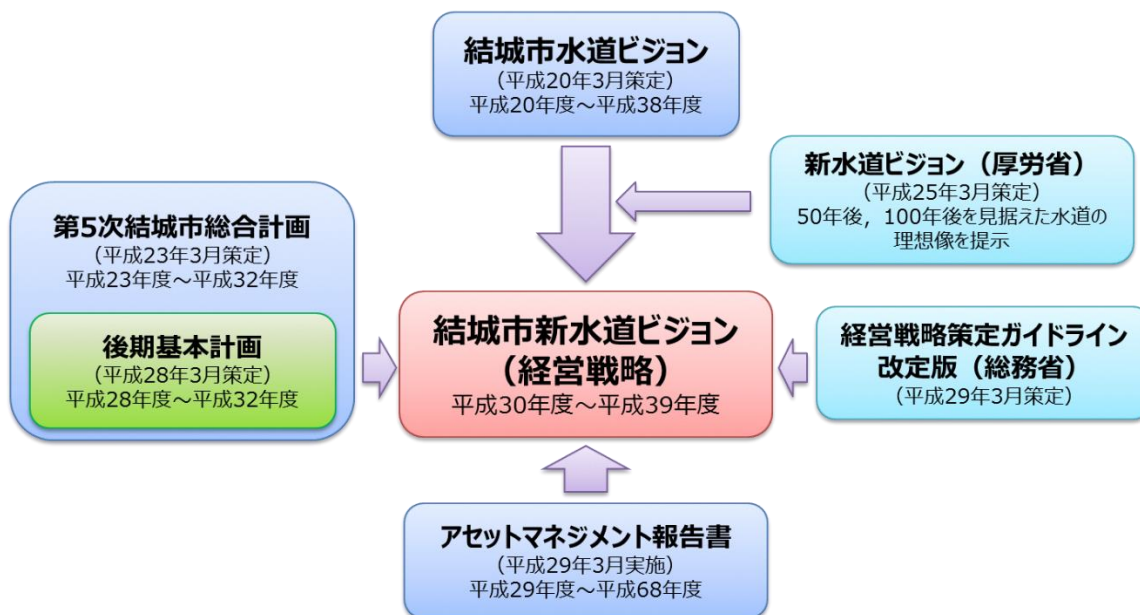 結城市水道ビジョン
（平成20年3月策定）
平成20年度～平成38年度
新水道ビジョン（厚労省）
（平成25年3月策定）
50年後，100年後を見据えた水道の
理想像を提示
第5次結城市総合計画
（平成23年3月策定）
平成23年度～平成32年度
後期基本計画
（平成28年3月策定）
平成28年度～平成32年度
結城市新水道ビジョン
（経営戦略）
平成30年度～平成39年度
経営戦略策定ガイドライン
改定版（総務省）
（平成29年3月策定）
アセットマネジメント報告書
（平成29年3月実施）
平成29年度～平成68年度